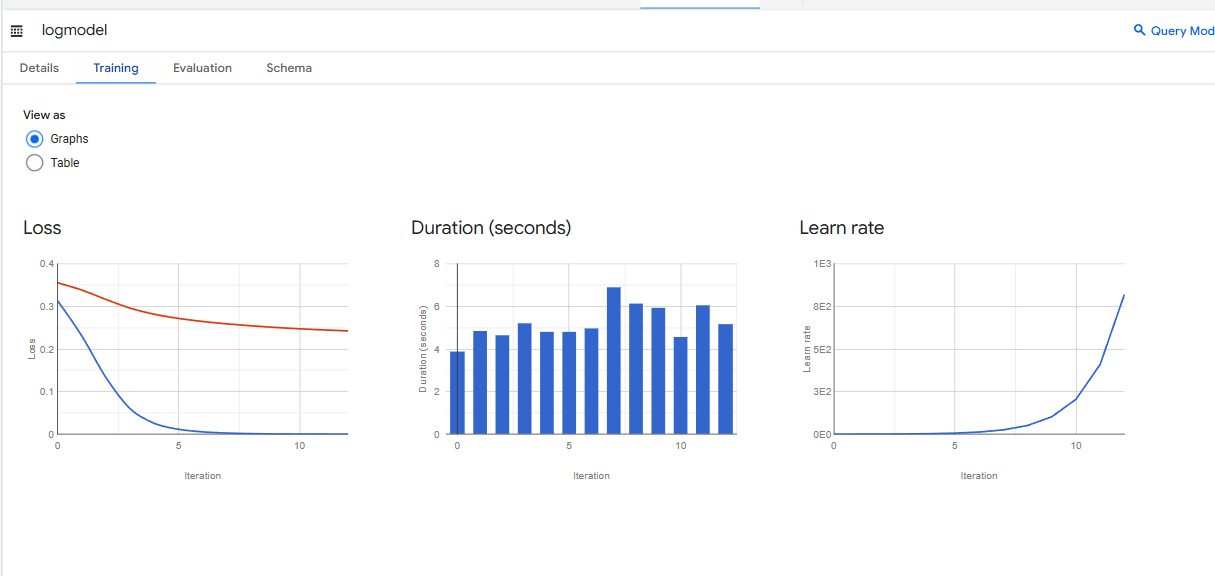 logmodel
Query Mod
Details Training Evaluation Schema
View as
Graphs
Table
Loss
0.4
0.3
0.2
0.1
0
Loss
0 5 10
Iteration
Duration (seconds)
8
6
4
2
0
Duration (seconds)
0 5 10
Iteration
Learn rate
1E3
8E2
5E2
3E2
0E0
Learn rate
0 5 10
Iteration